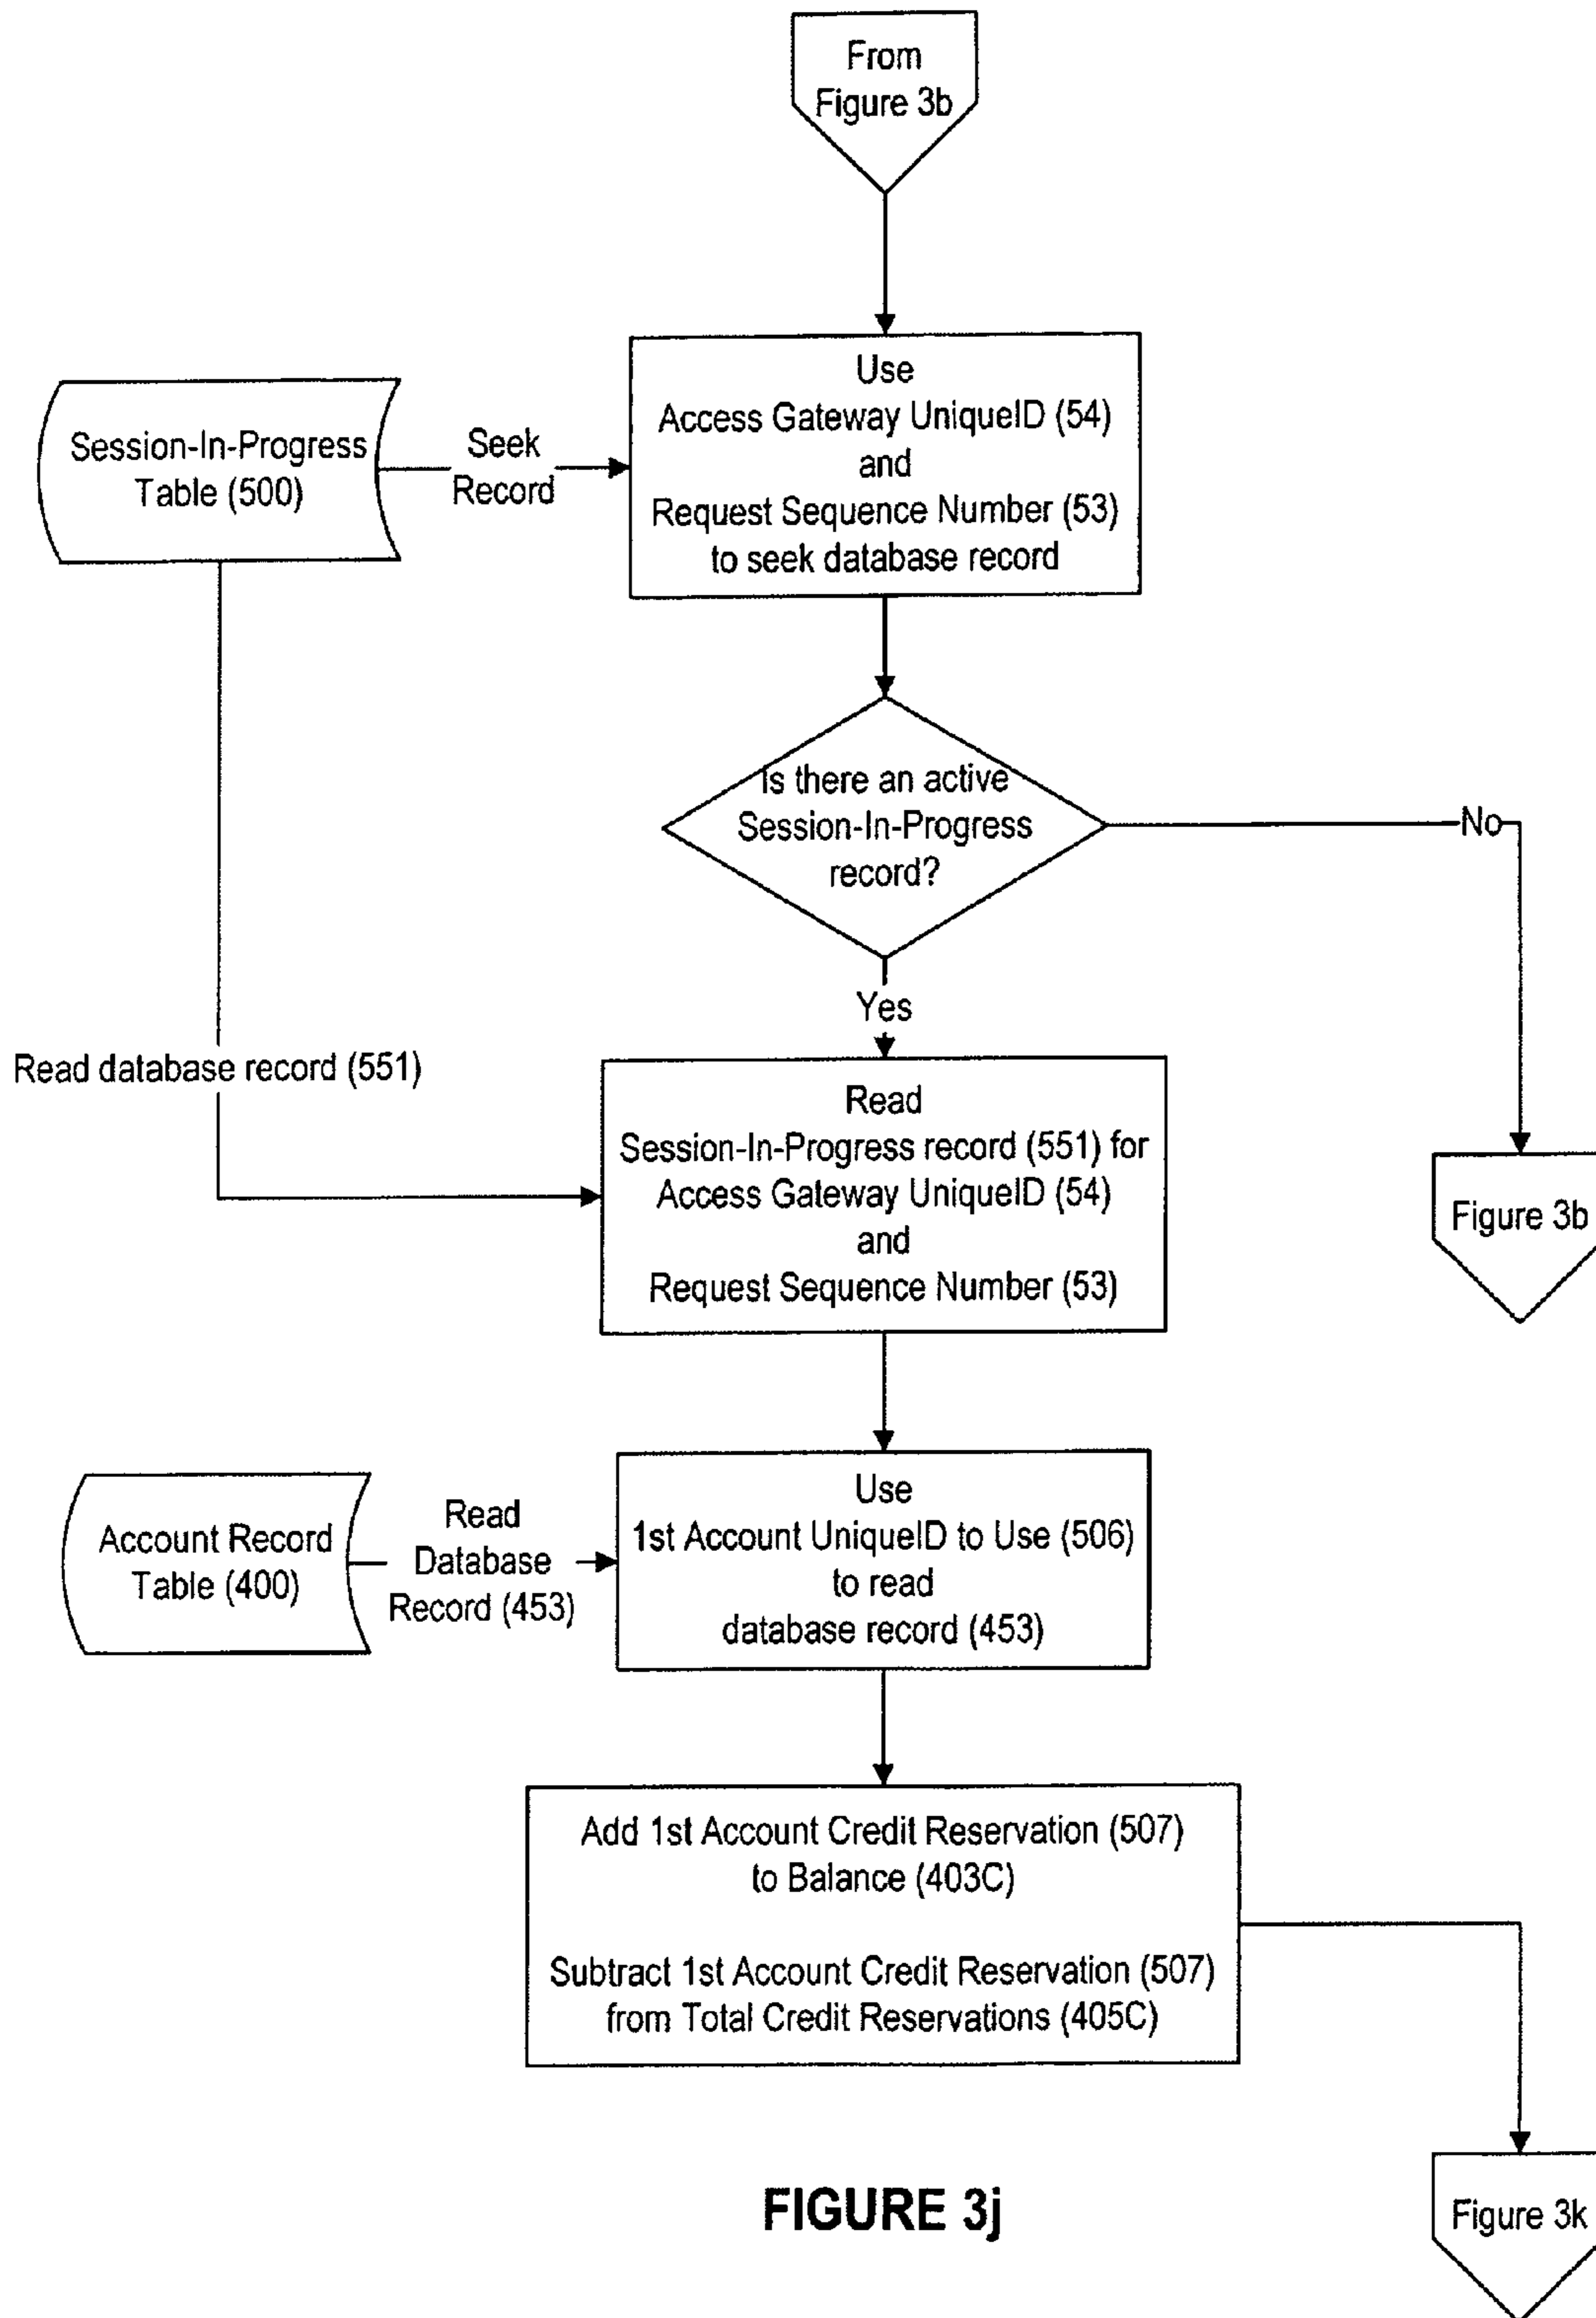 From
Figure 3b
Use
Access Gateway UniqueID (54)
and
Request Sequence Number (53)
to seek database record
Session-In-Progress
Table (500)
Seek
Record
Is there an active
Session-In-Progress
record?
No
Yes
Read database record (551)
Read
Session-In-Progress record (551) for
Access Gateway UniqueID (54)
and
Request Sequence Number (53)
Figure 3b
Account Record
Table (400)
Read
Database
Record (453)
Use
1st Account UniqueID to Use (506)
to read
database record (453)
Add 1st Account Credit Reservation (507)
to Balance (403C)
Subtract 1st Account Credit Reservation (507)
from Total Credit Reservations (405C)
FIGURE 3j
Figure 3k